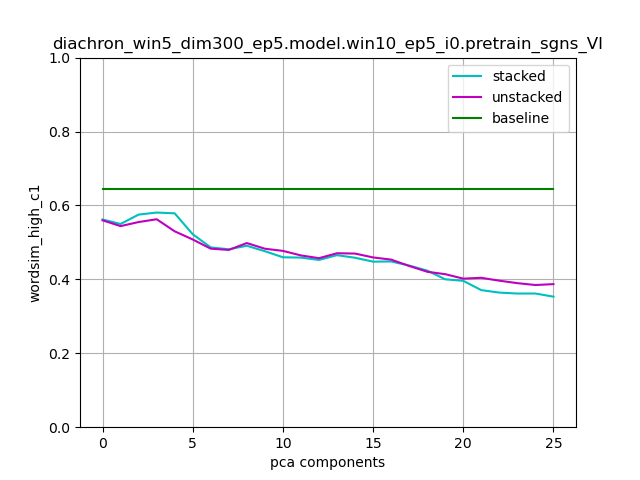 diachron_win5_dim300_ep5.model.win10_ep5_i0.pretrain_sgns_VI
stacked
unstacked
baseline
1.0
0.8
0.6
0.4
0.2
0.0
wordsim_high_c1
0 5 10 15 20 25
pca components